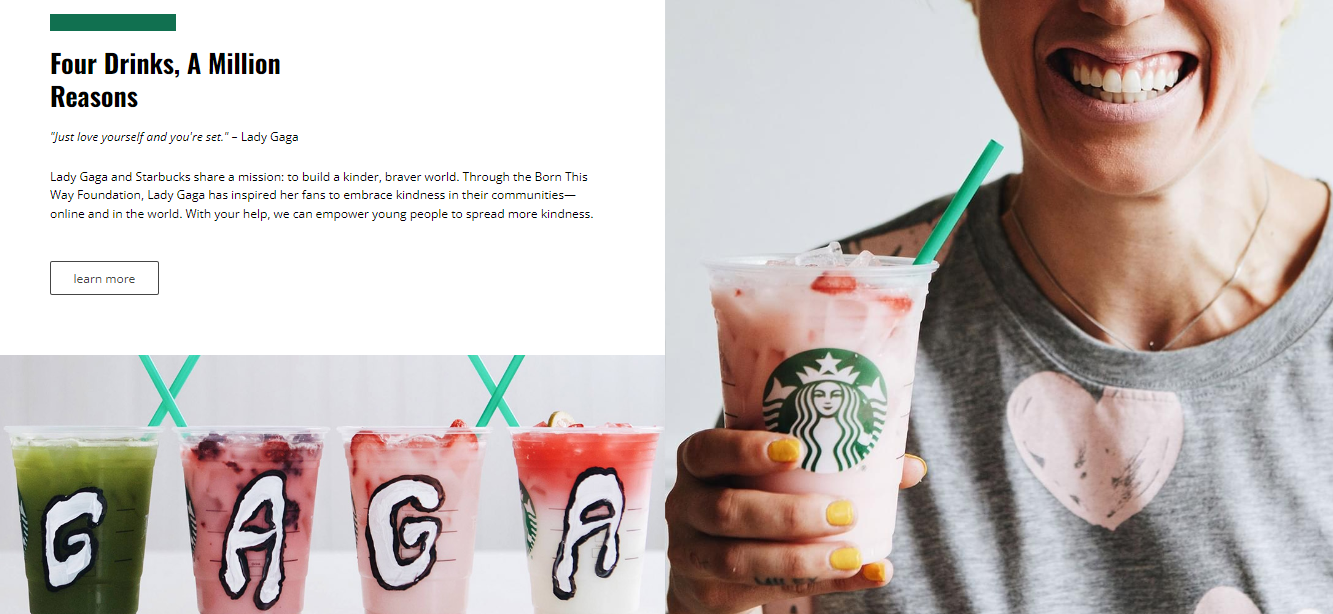 Four Drinks, A Million
Reasons
"Just love yourself and you're set." – Lady Gaga
Lady Gaga and Starbucks share a mission: to build a kinder, braver world. Through the Born This
Way Foundation, Lady Gaga has inspired her fans to embrace kindness in their communities—
online and in the world. With your help, we can empower young people to spread more kindness.
learn more
G A G A